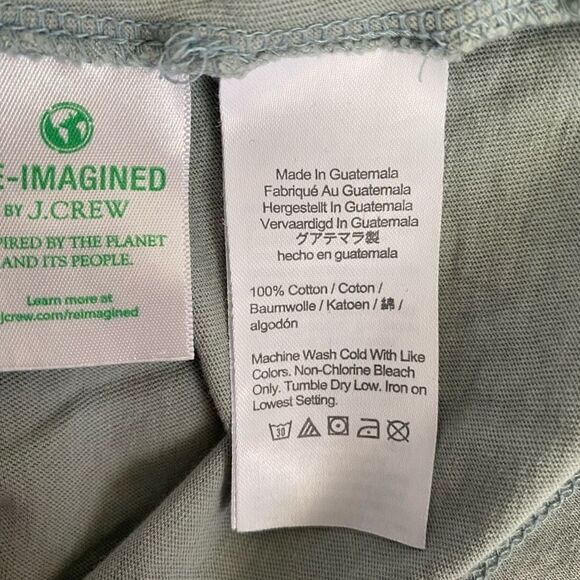 E-IMAGINED
BY J.CREW
PIRED BY THE PLANET
AND ITS PEOPLE.
Learn more at
jcrew.com/reimagined
Made In Guatemala
Fabriqué Au Guatemala
Hergestellt In Guatemala
Vervaardigd In Guatemala
グアテマラ製
hecho en guatemala
100% Cotton / Coton /
Baumwolle / Katoen / 綿 /
algodón
Machine Wash Cold With Like
Colors. Non-Chlorine Bleach
Only. Tumble Dry Low. Iron on
Lowest Setting.
30